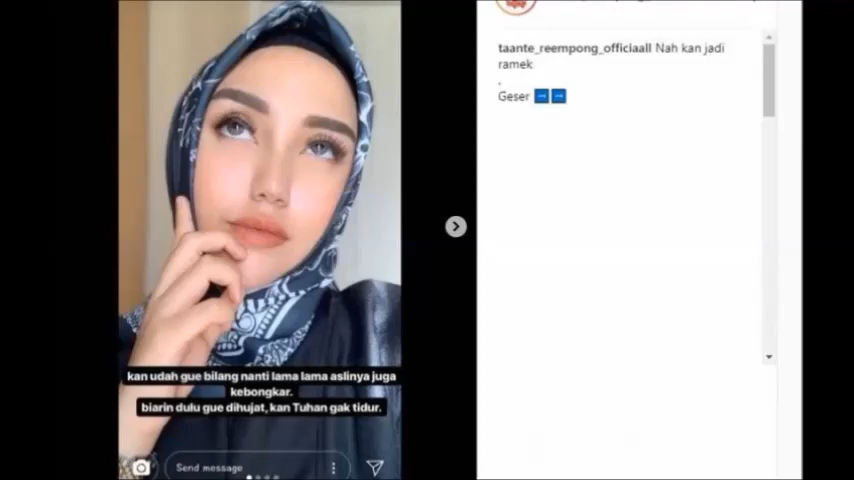 kan udah gue bilang nanti lama lama aslinya juga
kebongkar.
biarin dulu gue dihujat, kan Tuhan gak tidur.
Send message
taante_reempong_officiaall Nah kan jadi
ramek
.
Geser ➡️➡️